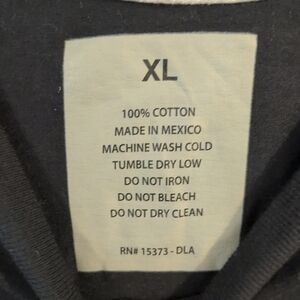 XL
100% COTTON
MADE IN MEXICO
MACHINE WASH COLD
TUMBLE DRY LOW
DO NOT IRON
DO NOT BLEACH
DO NOT DRY CLEAN
RN# 15373 - DLA